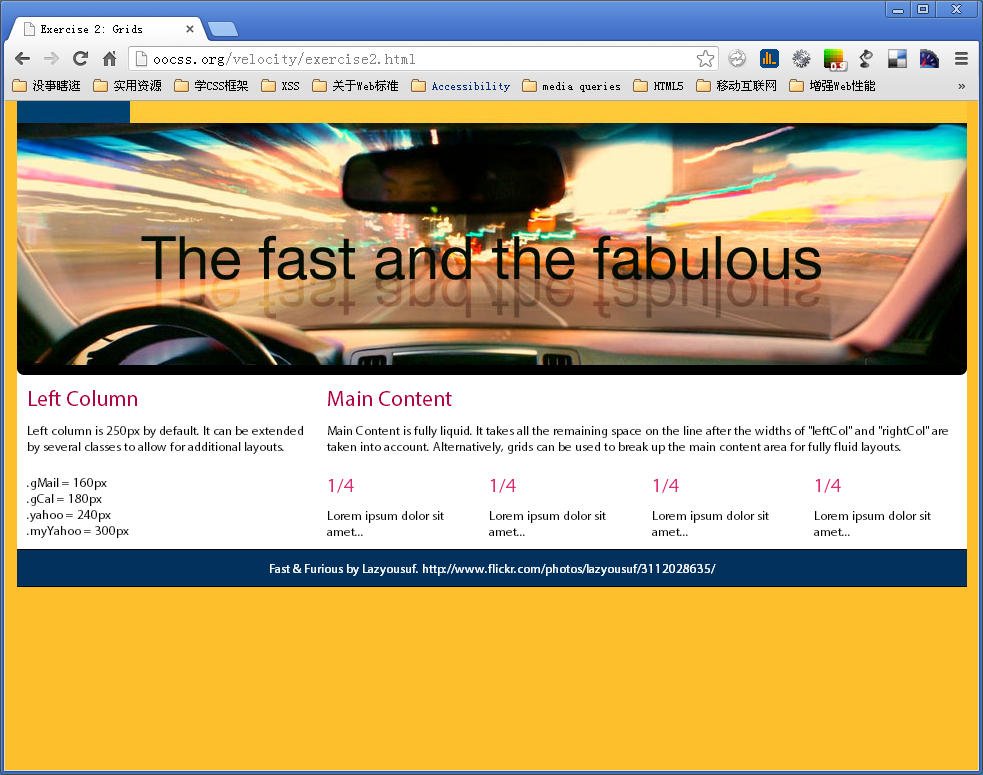 Exercise 2: Grids
oocss.org/velocity/exercise2.html
0.9
没事瞎逛 实用资源 学CSS框架 XSS 关于Web标准 Accessibility media queries HTML5 移动互联网 增强Web性能 »
The fast and the fabulous
Left Column
Left column is 250px by default. It can be extended
by several classes to allow for additional layouts.
.gMail = 160px
.gCal = 180px
.yahoo = 240px
.myYahoo = 300px
Main Content
Main Content is fully liquid. It takes all the remaining space on the line after the widths of "leftCol" and "rightCol" are
taken into account. Alternatively, grids can be used to break up the main content area for fully fluid layouts.
1/4
Lorem ipsum dolor sit
amet...
1/4
Lorem ipsum dolor sit
amet...
1/4
Lorem ipsum dolor sit
amet...
1/4
Lorem ipsum dolor sit
amet...
Fast & Furious by Lazyousuf. http://www.flickr.com/photos/lazyousuf/3112028635/